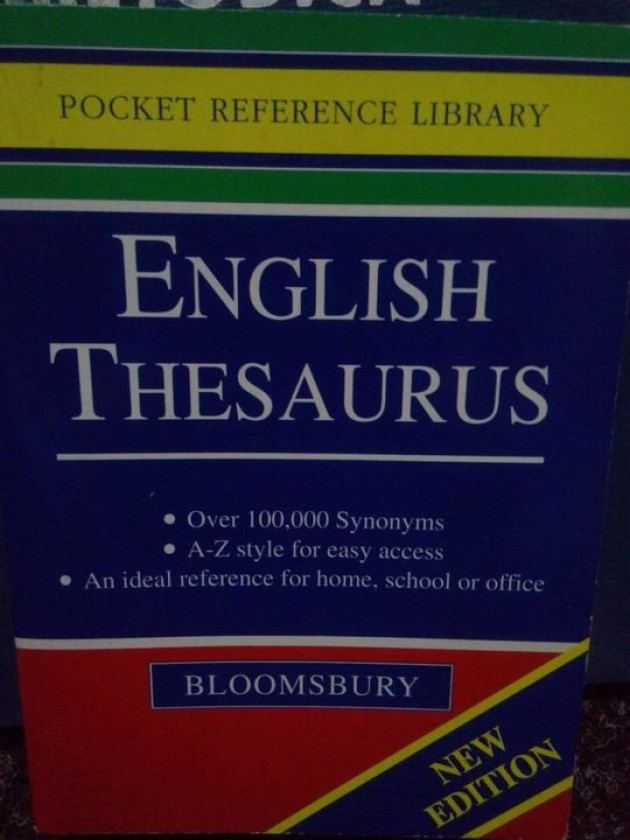 POCKET REFERENCE LIBRARY
ENGLISH
THESAURUS
• Over 100,000 Synonyms
• A-Z style for easy access
• An ideal reference for home, school or office
BLOOMSBURY
NEW
EDITION